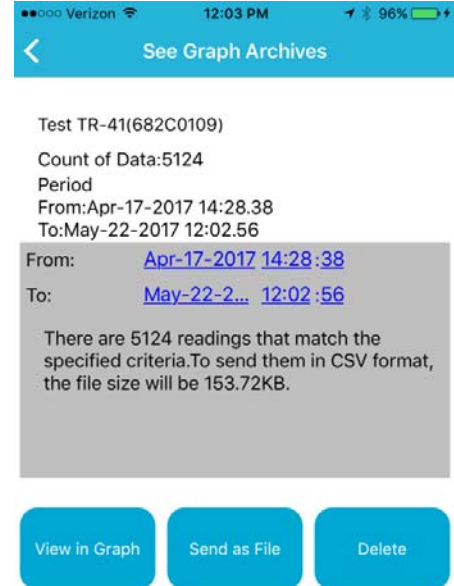 Verizon 12:03 PM 96%
See Graph Archives
Test TR-41(682C0109)
Count of Data:5124
Period
From:Apr-17-2017 14:28.38
To:May-22-2017 12:02.56
From: Apr-17-2017 14:28:38
To: May-22-2... 12:02:56
There are 5124 readings that match the
specified criteria.To send them in CSV format,
the file size will be 153.72KB.
View in Graph Send as File Delete